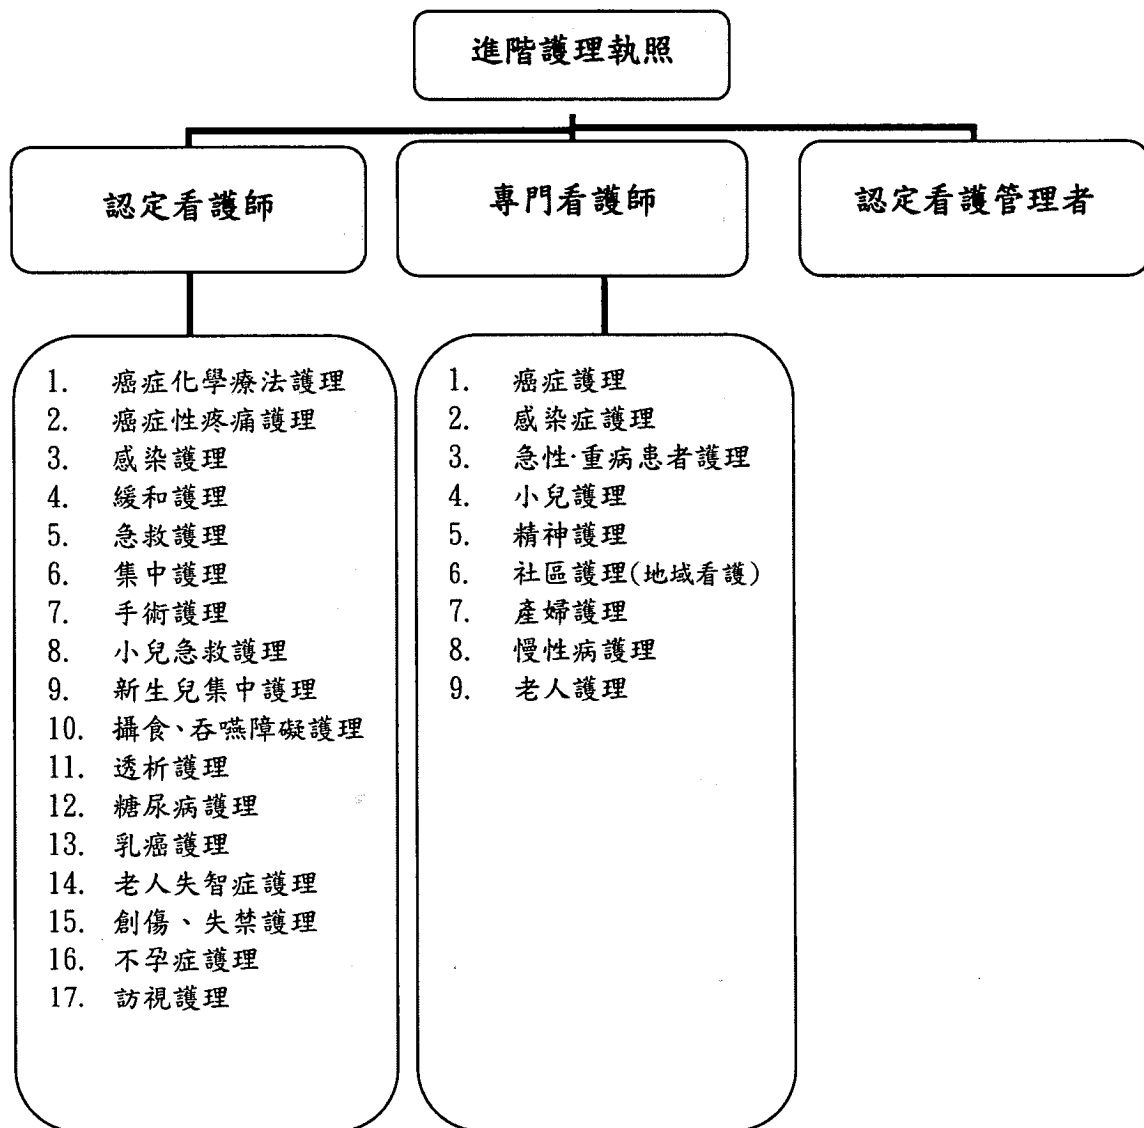 進階護理執照
認定看護師
專門看護師
認定看護管理者
1. 癌症化學療法護理
2. 癌症性疼痛護理
3. 感染護理
4. 緩和護理
5. 急救護理
6. 集中護理
7. 手術護理
8. 小兒急救護理
9. 新生兒集中護理
10. 攝食、吞嚥障礙護理
11. 透析護理
12. 糖尿病護理
13. 乳癌護理
14. 老人失智症護理
15. 創傷、失禁護理
16. 不孕症護理
17. 訪視護理
1. 癌症護理
2. 感染症護理
3. 急性·重病患者護理
4. 小兒護理
5. 精神護理
6. 社區護理(地域看護)
7. 產婦護理
8. 慢性病護理
9. 老人護理